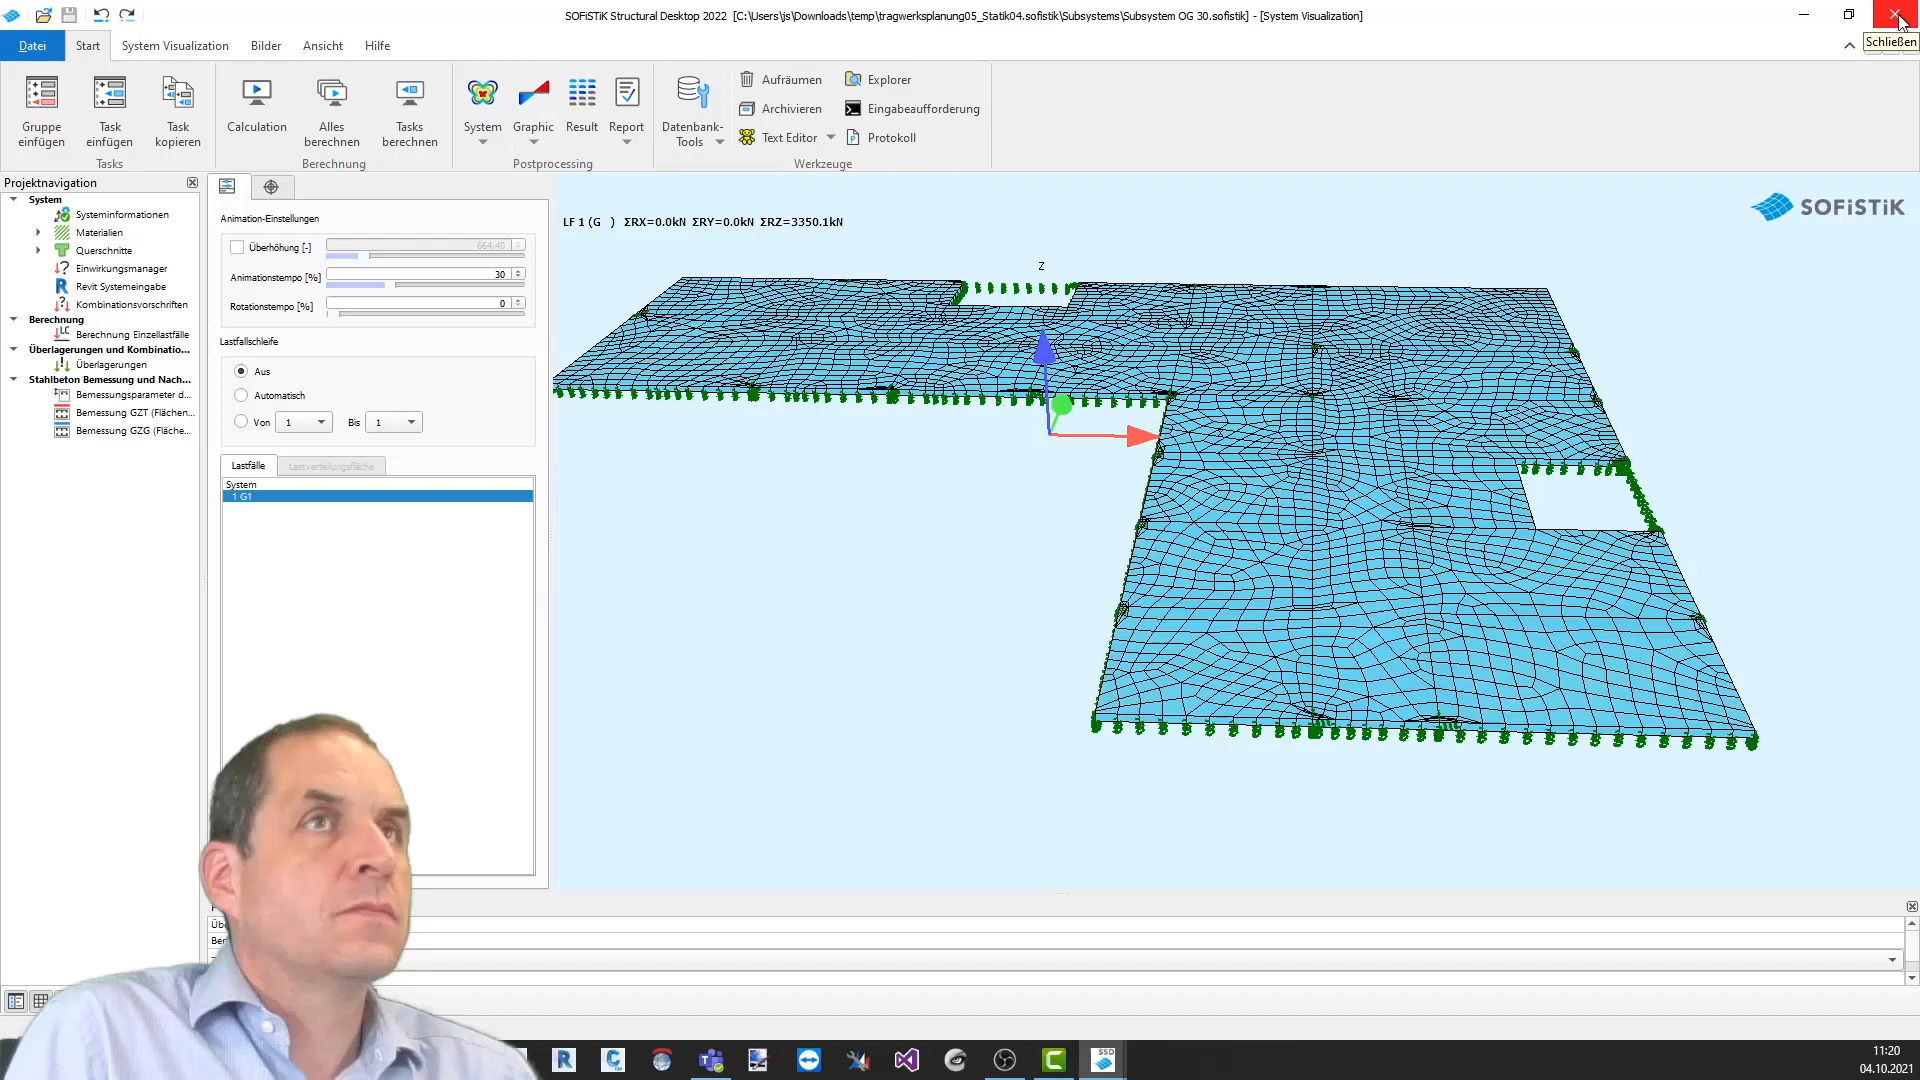 SOFiSTiK Structural Desktop 2022 [C:\Users\js\Downloads\temp\tragwerksplanung05_Statik04.sofistik\Subsystems\Subsystem OG 30.sofistik] - [System Visualization]
Schließen
Datei Start System Visualization Bilder Ansicht Hilfe
Gruppe einfügen
Task einfügen
Task kopieren
Tasks
Calculation
Alles berechnen
Tasks berechnen
Berechnung
System
Graphic
Result
Report
Postprocessing
Datenbank-Tools
Aufräumen
Archivieren
Text Editor
Explorer
Eingabeaufforderung
Protokoll
Werkzeuge
Projektnavigation
System
Systeminformationen
Materialien
Querschnitte
Einwirkungsmanager
Revit Systemeingabe
Kombinationsvorschriften
Berechnung
Berechnung Einzellastfälle
Überlagerungen und Kombinatio...
Überlagerungen
Stahlbeton Bemessung und Nach...
Bemessungsparameter d...
Bemessung GZT (Flächen...
Bemessung GZG (Fläche...
Animation-Einstellungen
Überhöhung [-] 664.40
Animationstempo [%] 30
Rotationstempo [%] 0
Lastfallschleife
Aus
Automatisch
Von 1 Bis 1
Lastfälle Lastverteilungsfläche
System
1 G1
LF 1 (G ) ΣRX=0.0kN ΣRY=0.0kN ΣRZ=3350.1kN
SOFiSTiK
Z
Üb
Ber
SSD
11:20
04.10.2021